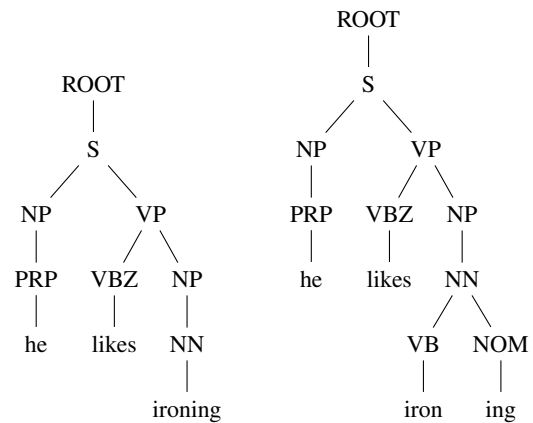 ROOT
S
NP VP
PRP VBZ NP
he likes NN
ironing
ROOT
S
NP VP
PRP VBZ NP
he likes NN
VB NOM
iron ing